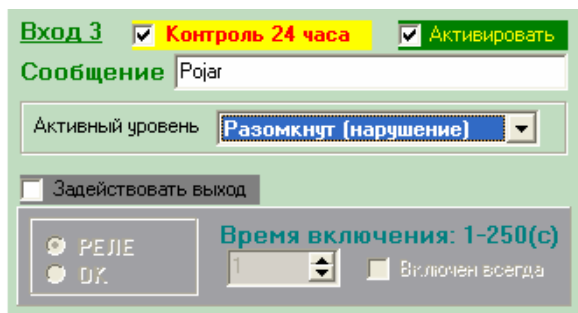 Вход 3 Контроль 24 часа Активировать
Сообщение Pojar
Активный уровень Разомкнут (нарушение)
Задействовать выход
Время включения: 1-250(с)
РЕЛЕ
1 Включен всегда
ОК